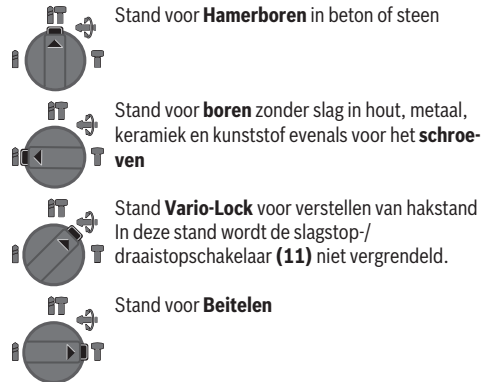 Stand voor Hamerboren in beton of steen
Stand voor boren zonder slag in hout, metaal,
keramiek en kunststof evenals voor het schroe-
ven
Stand Vario-Lock voor verstellen van hakstand
In deze stand wordt de slagstop-/
draaistopschakelaar (11) niet vergrendeld.
Stand voor Beitelen